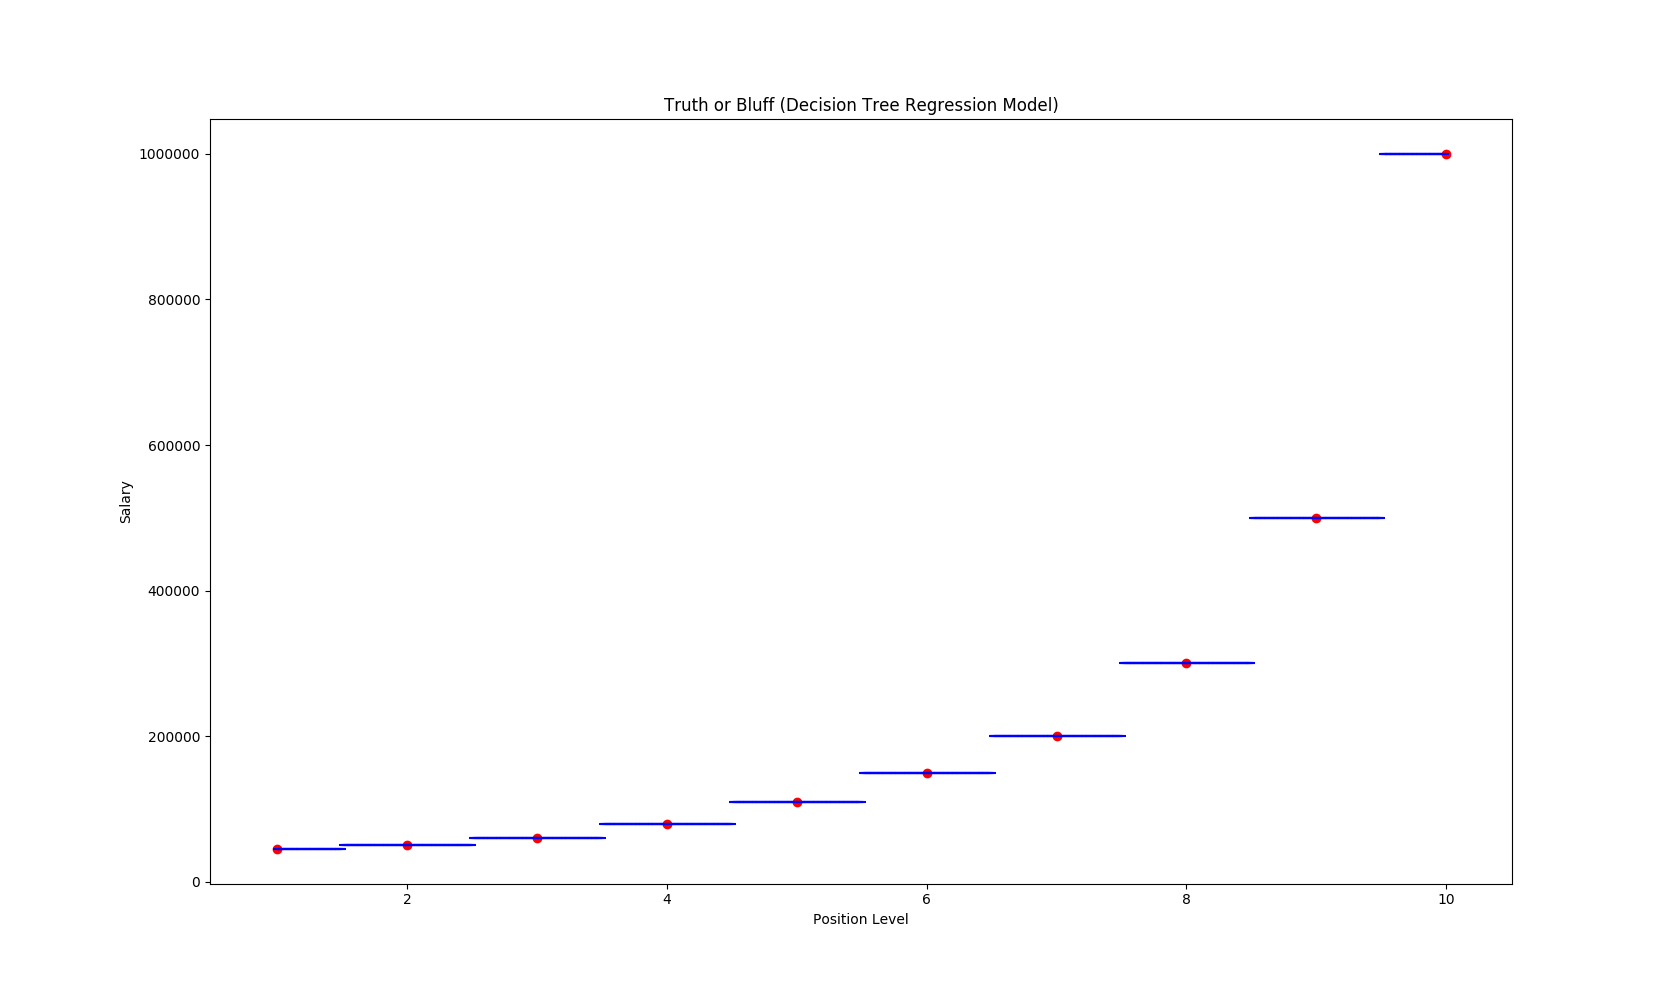 Truth or Bluff (Decision Tree Regression Model)
1000000
800000
600000
400000
200000
0
Salary
2 4 6 8 10
Position Level